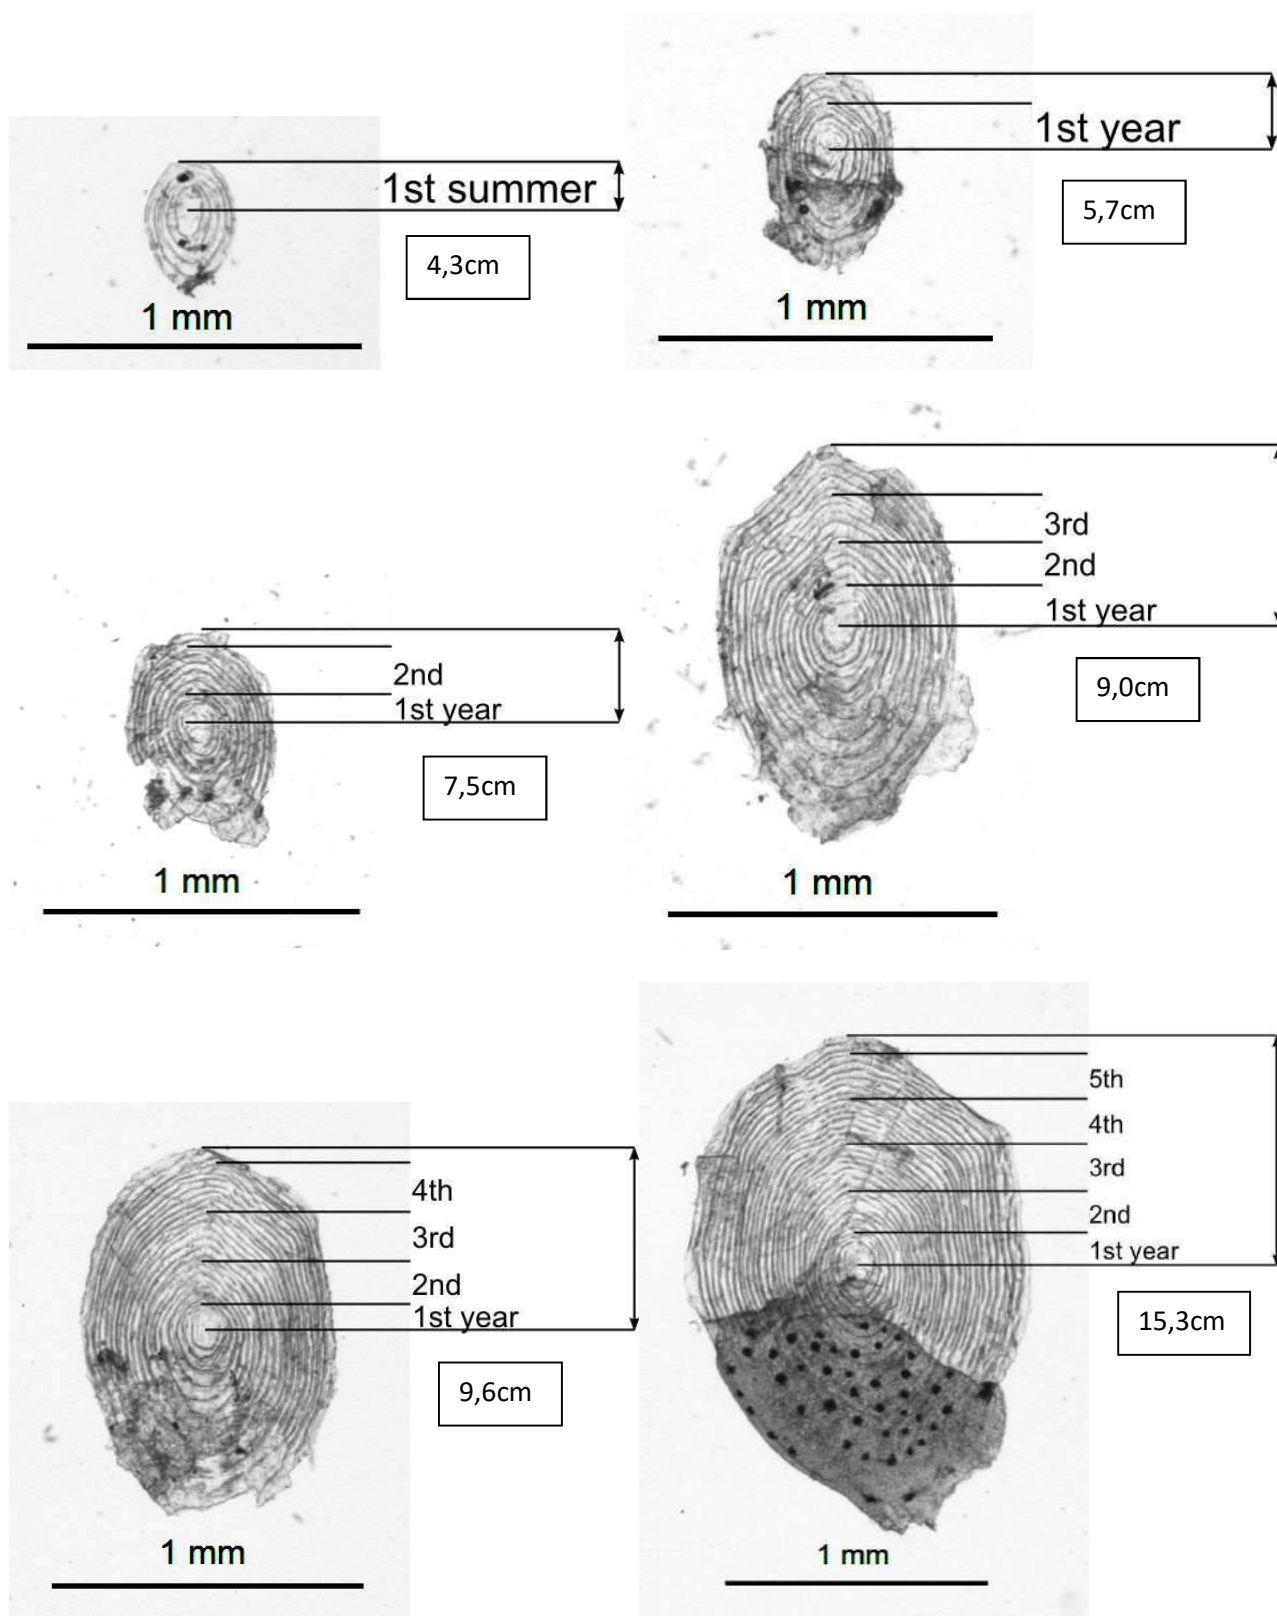 1st summer
4,3cm
1 mm
1st year
5,7cm
1 mm
2nd
1st year
7,5cm
1 mm
3rd
2nd
1st year
9,0cm
1 mm
4th
3rd
2nd
1st year
9,6cm
1 mm
5th
4th
3rd
2nd
1st year
15,3cm
1 mm